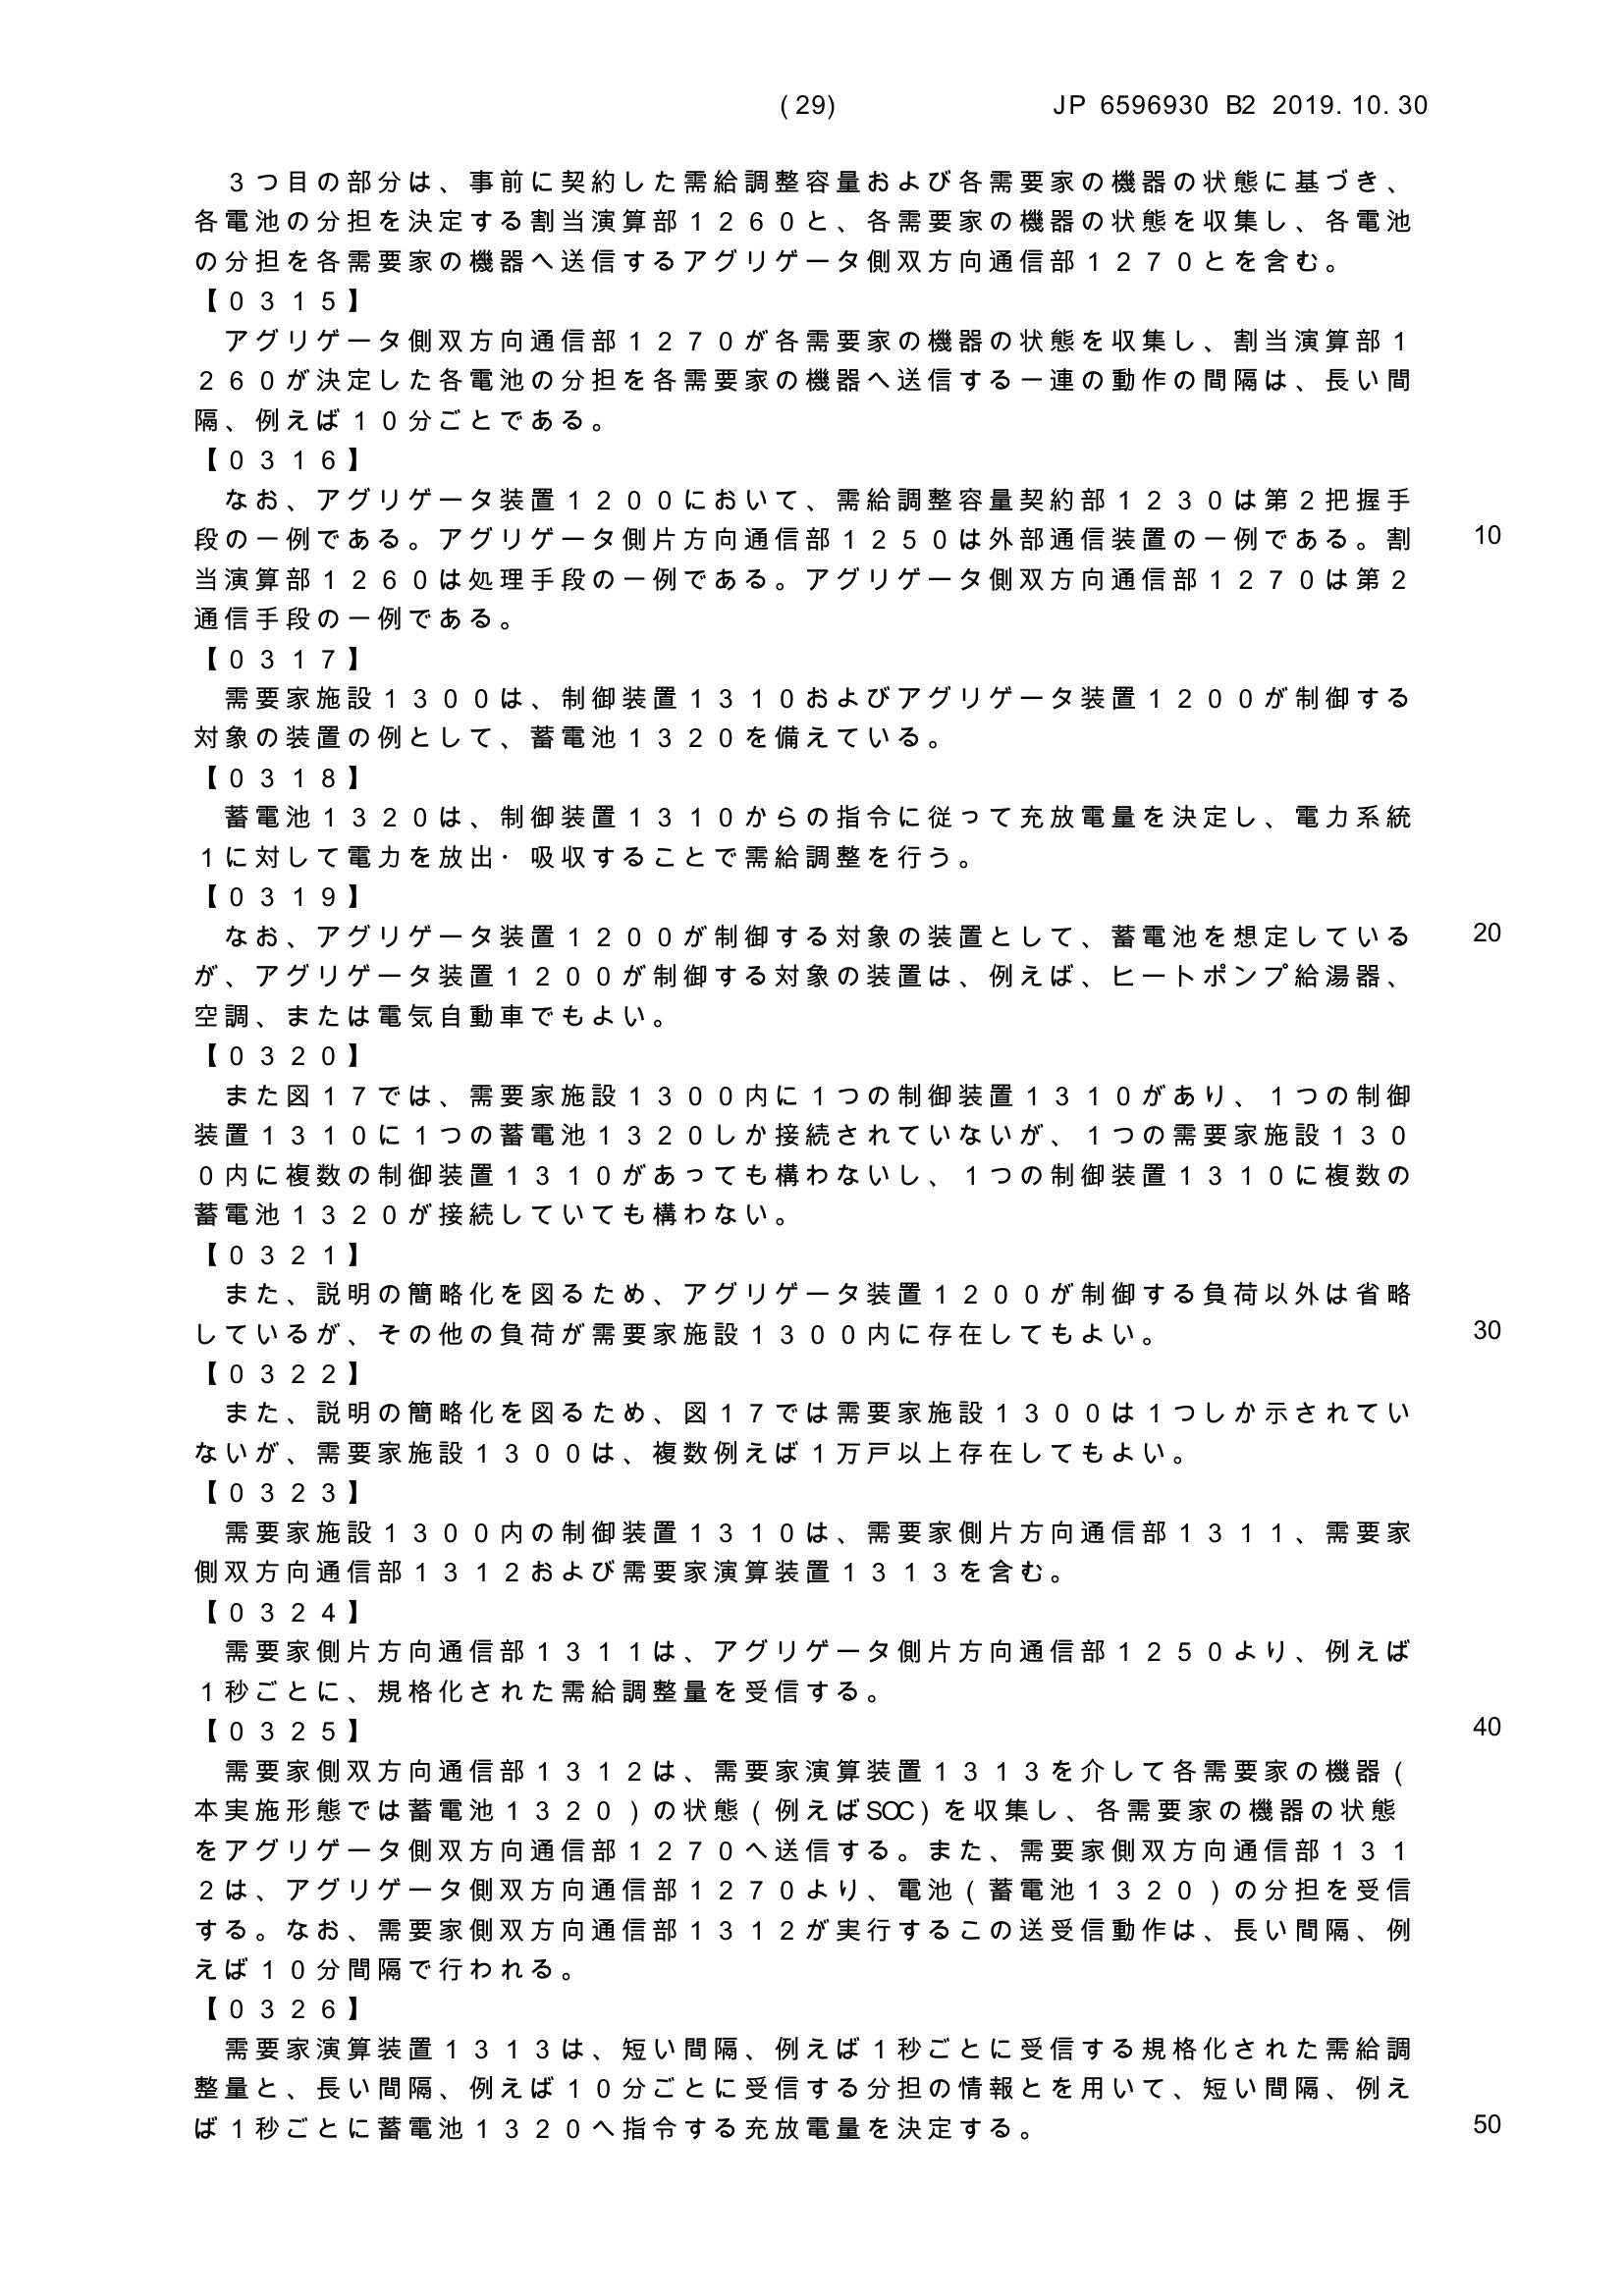 (29) JP 6596930 B2 2019.10.30
　３つ目の部分は、事前に契約した需給調整容量および各需要家の機器の状態に基づき、
各電池の分担を決定する割当演算部１２６０と、各需要家の機器の状態を収集し、各電池
の分担を各需要家の機器へ送信するアグリゲータ側双方向通信部１２７０とを含む。
【０３１５】
　アグリゲータ側双方向通信部１２７０が各需要家の機器の状態を収集し、割当演算部１
２６０が決定した各電池の分担を各需要家の機器へ送信する一連の動作の間隔は、長い間
隔、例えば１０分ごとである。
【０３１６】
　なお、アグリゲータ装置１２００において、需給調整容量契約部１２３０は第２把握手
段の一例である。アグリゲータ側片方向通信部１２５０は外部通信装置の一例である。割 10
当演算部１２６０は処理手段の一例である。アグリゲータ側双方向通信部１２７０は第２
通信手段の一例である。
【０３１７】
　需要家施設１３００は、制御装置１３１０およびアグリゲータ装置１２００が制御する
対象の装置の例として、蓄電池１３２０を備えている。
【０３１８】
　蓄電池１３２０は、制御装置１３１０からの指令に従って充放電量を決定し、電力系統
１に対して電力を放出・吸収することで需給調整を行う。
【０３１９】
　なお、アグリゲータ装置１２００が制御する対象の装置として、蓄電池を想定している 20
が、アグリゲータ装置１２００が制御する対象の装置は、例えば、ヒートポンプ給湯器、
空調、または電気自動車でもよい。
【０３２０】
　また図１７では、需要家施設１３００内に１つの制御装置１３１０があり、１つの制御
装置１３１０に１つの蓄電池１３２０しか接続されていないが、１つの需要家施設１３０
０内に複数の制御装置１３１０があっても構わないし、１つの制御装置１３１０に複数の
蓄電池１３２０が接続していても構わない。
【０３２１】
　また、説明の簡略化を図るため、アグリゲータ装置１２００が制御する負荷以外は省略
しているが、その他の負荷が需要家施設１３００内に存在してもよい。 30
【０３２２】
　また、説明の簡略化を図るため、図１７では需要家施設１３００は１つしか示されてい
ないが、需要家施設１３００は、複数例えば１万戸以上存在してもよい。
【０３２３】
　需要家施設１３００内の制御装置１３１０は、需要家側片方向通信部１３１１、需要家
側双方向通信部１３１２および需要家演算装置１３１３を含む。
【０３２４】
　需要家側片方向通信部１３１１は、アグリゲータ側片方向通信部１２５０より、例えば
１秒ごとに、規格化された需給調整量を受信する。
【０３２５】 40
　需要家側双方向通信部１３１２は、需要家演算装置１３１３を介して各需要家の機器（
本実施形態では蓄電池１３２０）の状態（例えばSOC）を収集し、各需要家の機器の状態
をアグリゲータ側双方向通信部１２７０へ送信する。また、需要家側双方向通信部１３１
２は、アグリゲータ側双方向通信部１２７０より、電池（蓄電池１３２０）の分担を受信
する。なお、需要家側双方向通信部１３１２が実行するこの送受信動作は、長い間隔、例
えば１０分間隔で行われる。
【０３２６】
　需要家演算装置１３１３は、短い間隔、例えば１秒ごとに受信する規格化された需給調
整量と、長い間隔、例えば１０分ごとに受信する分担の情報とを用いて、短い間隔、例え
ば１秒ごとに蓄電池１３２０へ指令する充放電量を決定する。 50